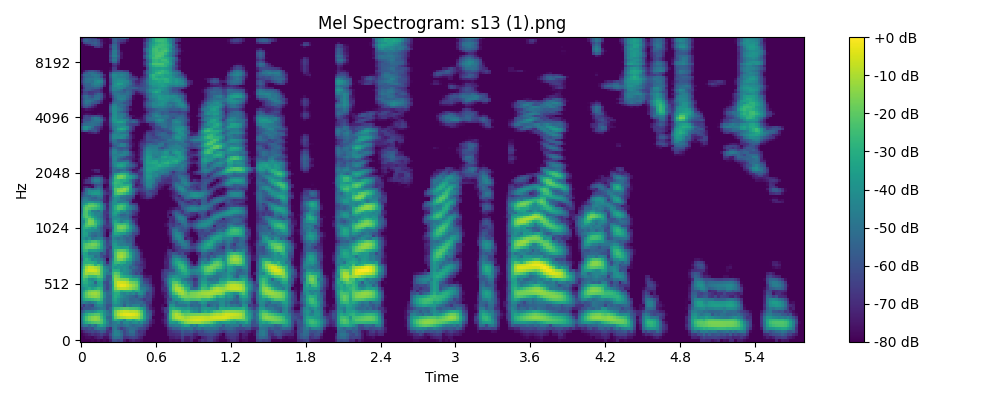 Mel Spectrogram: s13 (1).png
+0 dB
8192
-10 dB
4096
-20 dB
-30 dB
2048
Hz
-40 dB
1024
-50 dB
512
-60 dB
-70 dB
0
-80 dB
0 0.6 1.2 1.8 2.4 3 3.6 4.2 4.8 5.4
Time